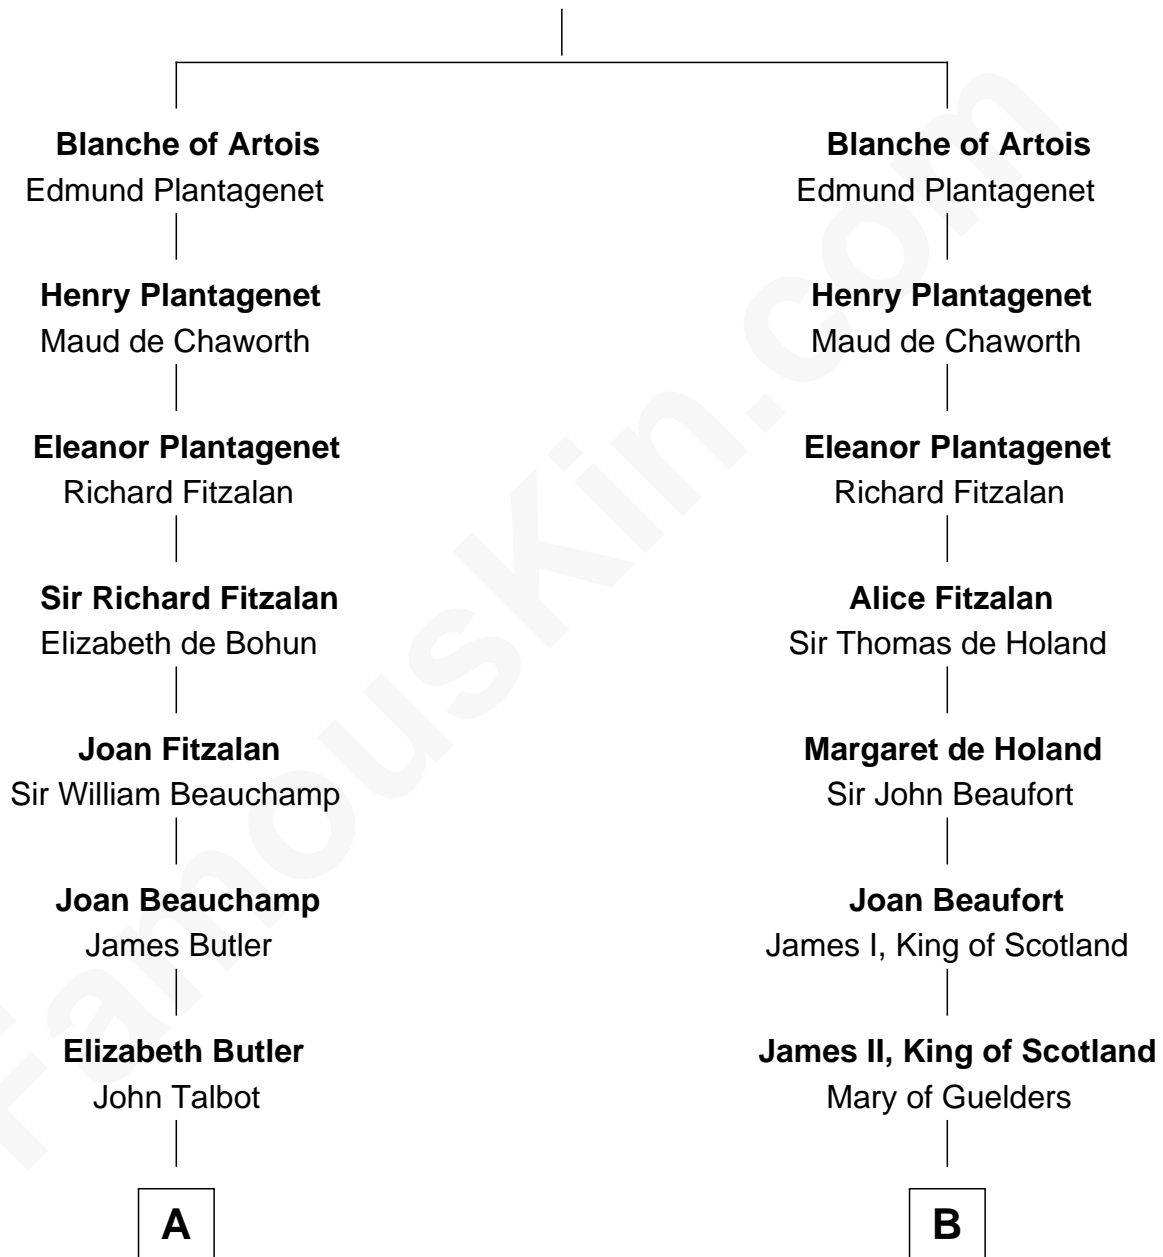 Blanche of Artois
Edmund Plantagenet
Henry Plantagenet
Maud de Chaworth
Eleanor Plantagenet
Richard Fitzalan
Sir Richard Fitzalan
Elizabeth de Bohun
Joan Fitzalan
Sir William Beauchamp
Joan Beauchamp
James Butler
Elizabeth Butler
John Talbot
A
Blanche of Artois
Edmund Plantagenet
Henry Plantagenet
Maud de Chaworth
Eleanor Plantagenet
Richard Fitzalan
Alice Fitzalan
Sir Thomas de Holand
Margaret de Holand
Sir John Beaufort
Joan Beaufort
James I, King of Scotland
James II, King of Scotland
Mary of Guelders
B
FamousKin.com